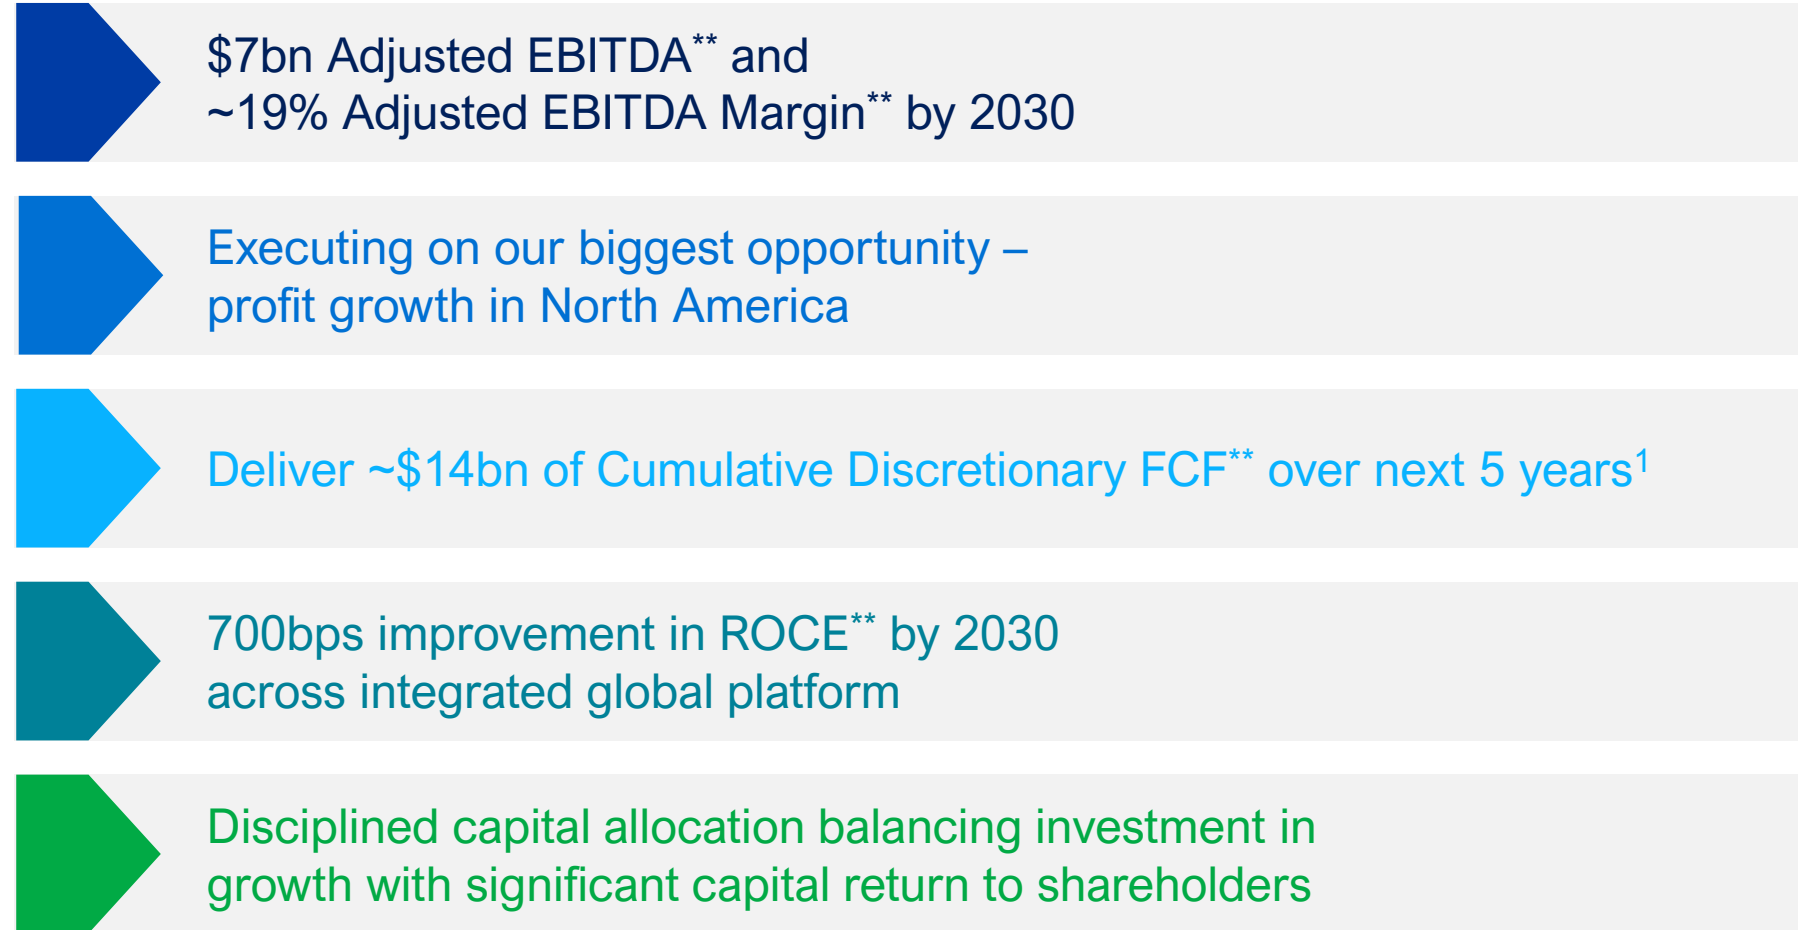 $7bn Adjusted EBITDA** and
~19% Adjusted EBITDA Margin** by 2030
Executing on our biggest opportunity –
profit growth in North America
Deliver ~$14bn of Cumulative Discretionary FCF** over next 5 years1
700bps improvement in ROCE** by 2030
across integrated global platform
Disciplined capital allocation balancing investment in
growth with significant capital return to shareholders